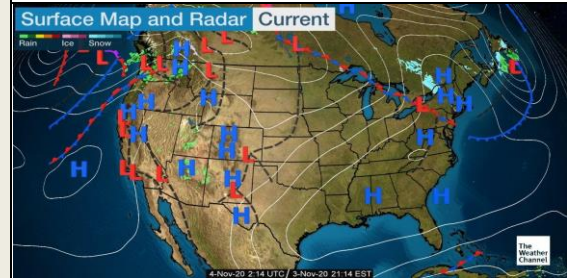 Surface Map and Radar Current
Rain Ice Snow
H
L
L
L
L
L
L
H
H
L
H
H
H
H
L
L
H
H
L
H
H
H
H
H
H
L
H
L
L
L
H
L
H
H
H
The
Weather
Channel
4-Nov-20 2:14 UTC / 3-Nov-20 21:14 EST